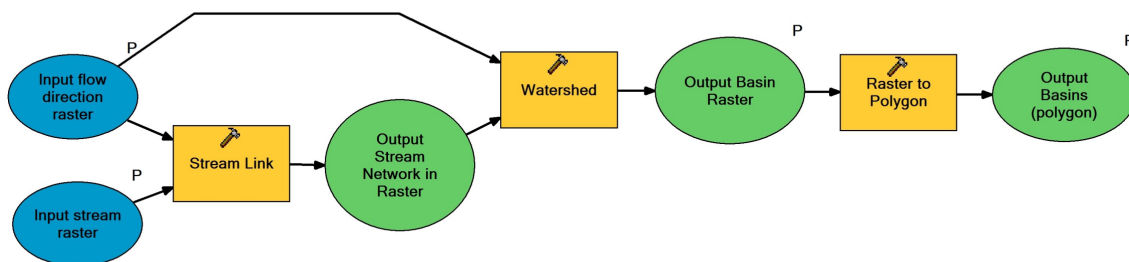 P
Input flow
direction
raster
P
Input stream
raster
Stream Link
Output
Stream
Network in
Raster
Watershed
P
Output Basin
Raster
Raster to
Polygon
Output
Basins
(polygon)